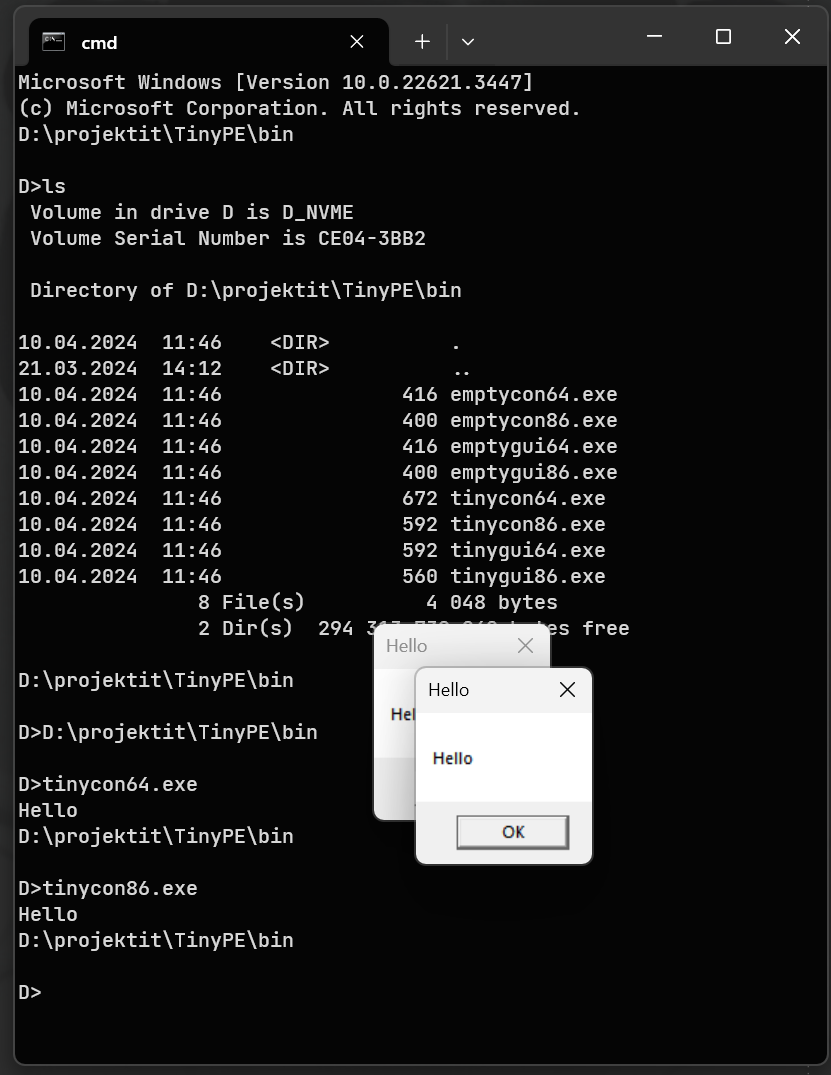 cmd
Microsoft Windows [Version 10.0.22621.3447]
(c) Microsoft Corporation. All rights reserved.
D:\projektit\TinyPE\bin
D>ls
Volume in drive D is D_NVME
Volume Serial Number is CE04-3BB2
Directory of D:\projektit\TinyPE\bin
10.04.2024 11:46 <DIR> .
21.03.2024 14:12 <DIR> ..
10.04.2024 11:46 416 emptycon64.exe
10.04.2024 11:46 400 emptycon86.exe
10.04.2024 11:46 416 emptygui64.exe
10.04.2024 11:46 400 emptygui86.exe
10.04.2024 11:46 672 tinycon64.exe
10.04.2024 11:46 592 tinycon86.exe
10.04.2024 11:46 592 tinygui64.exe
10.04.2024 11:46 560 tinygui86.exe
8 File(s) 4 048 bytes
2 Dir(s) 294 free
D:\projektit\TinyPE\bin
D>D:\projektit\TinyPE\bin
D>tinycon64.exe
Hello
D:\projektit\TinyPE\bin
D>tinycon86.exe
Hello
D:\projektit\TinyPE\bin
D>
Hello
Hello
Hello
OK